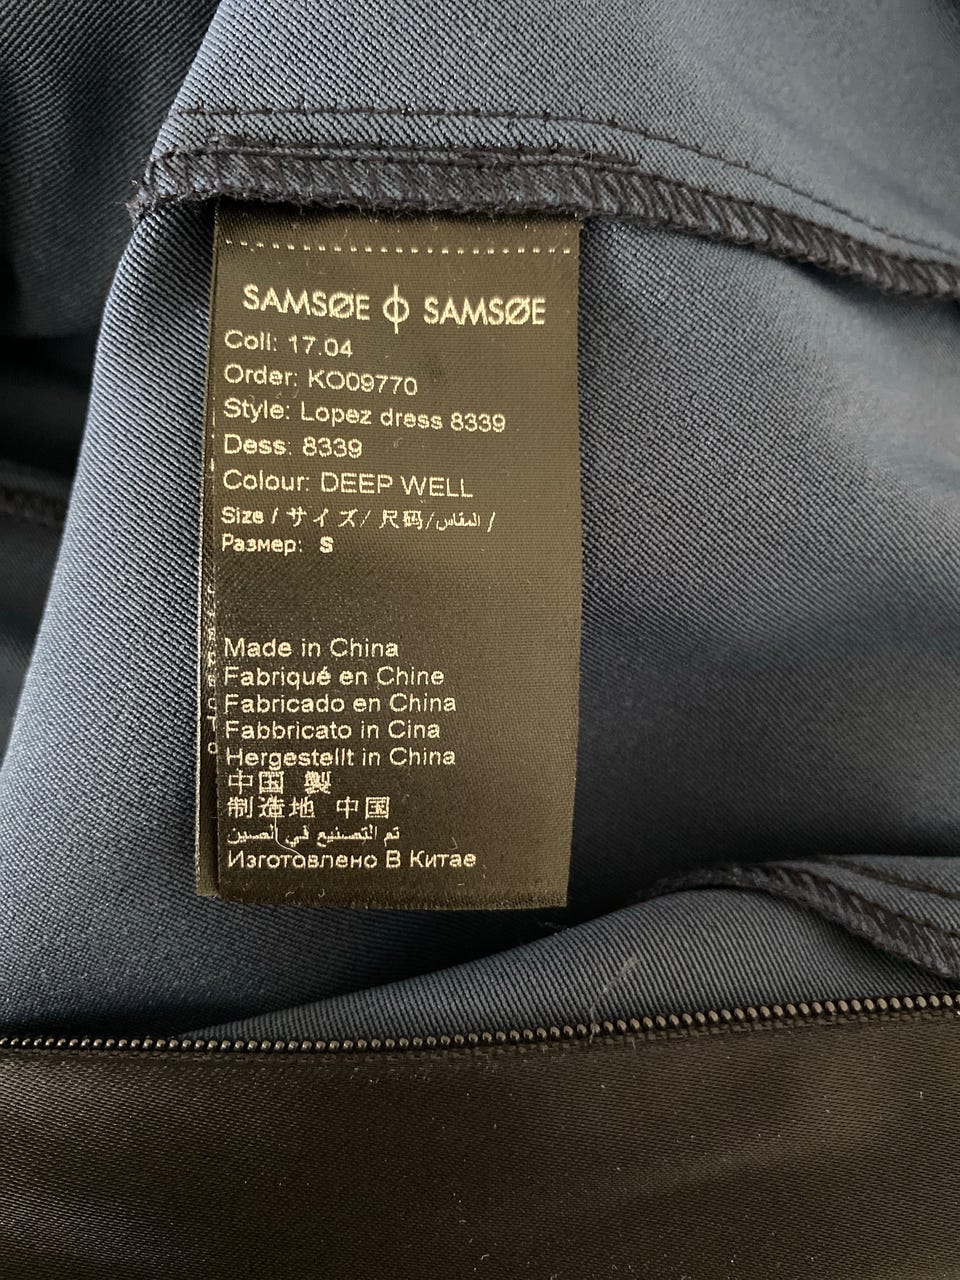 SAMSØE ϕ SAMSØE
Coll: 17.04
Order: KO09770
Style: Lopez dress 8339
Dess: 8339
Colour: DEEP WELL
Size / サイズ/ 尺码/المقاس /
Размер: S
Made in China
Fabriqué en Chine
Fabricado en China
Fabbricato in Cina
Hergestellt in China
中国 製
制造地 中国
تم التصنيع في الصين
Изготовлено В Китае